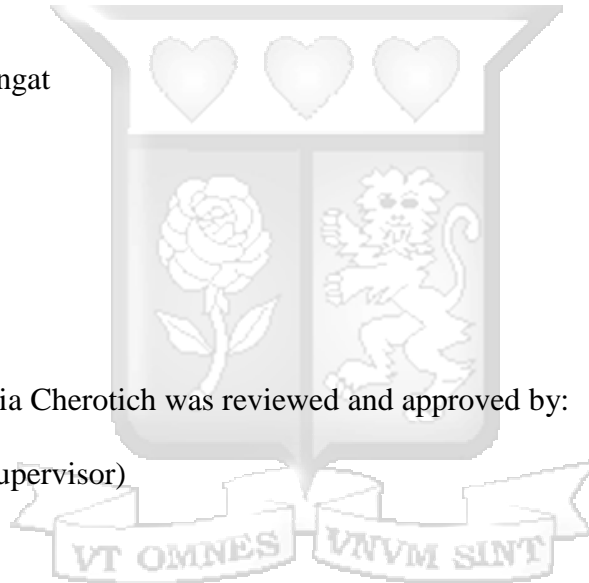 ngat
ia Cherotich was reviewed and approved by:
upervisor)
VT OMNES VNVM SINT